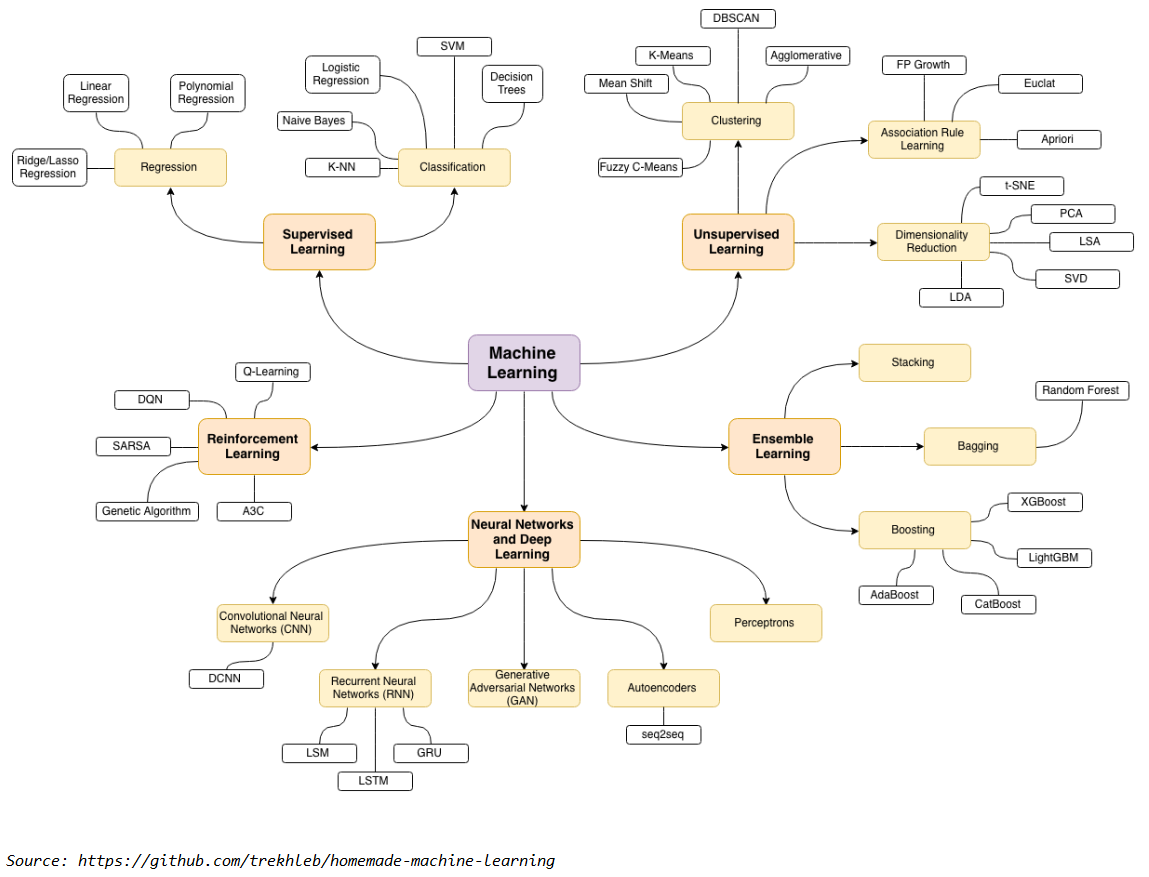 DBSCAN
SVM
K-Means
Agglomerative
Logistic
Regression
FP Growth
Decision
Trees
Mean Shift
Euclat
Linear
Regression
Polynomial
Regression
Naive Bayes
Clustering
Association Rule
Learning
Apriori
Ridge/Lasso
Regression
Regression
K-NN
Classification
Fuzzy C-Means
t-SNE
PCA
Supervised
Learning
Unsupervised
Learning
Dimensionality
Reduction
LSA
SVD
LDA
Machine
Learning
Stacking
Q-Learning
DQN
Random Forest
SARSA
Reinforcement
Learning
Ensemble
Learning
Bagging
Genetic Algorithm
A3C
XGBoost
Neural Networks
and Deep
Learning
Boosting
LightGBM
AdaBoost
CatBoost
Convolutional Neural
Networks (CNN)
Perceptrons
DCNN
Recurrent Neural
Networks (RNN)
Generative
Adversarial Networks
(GAN)
Autoencoders
seq2seq
LSM
GRU
LSTM
Source: https://github.com/trekhleb/homemade-machine-learning